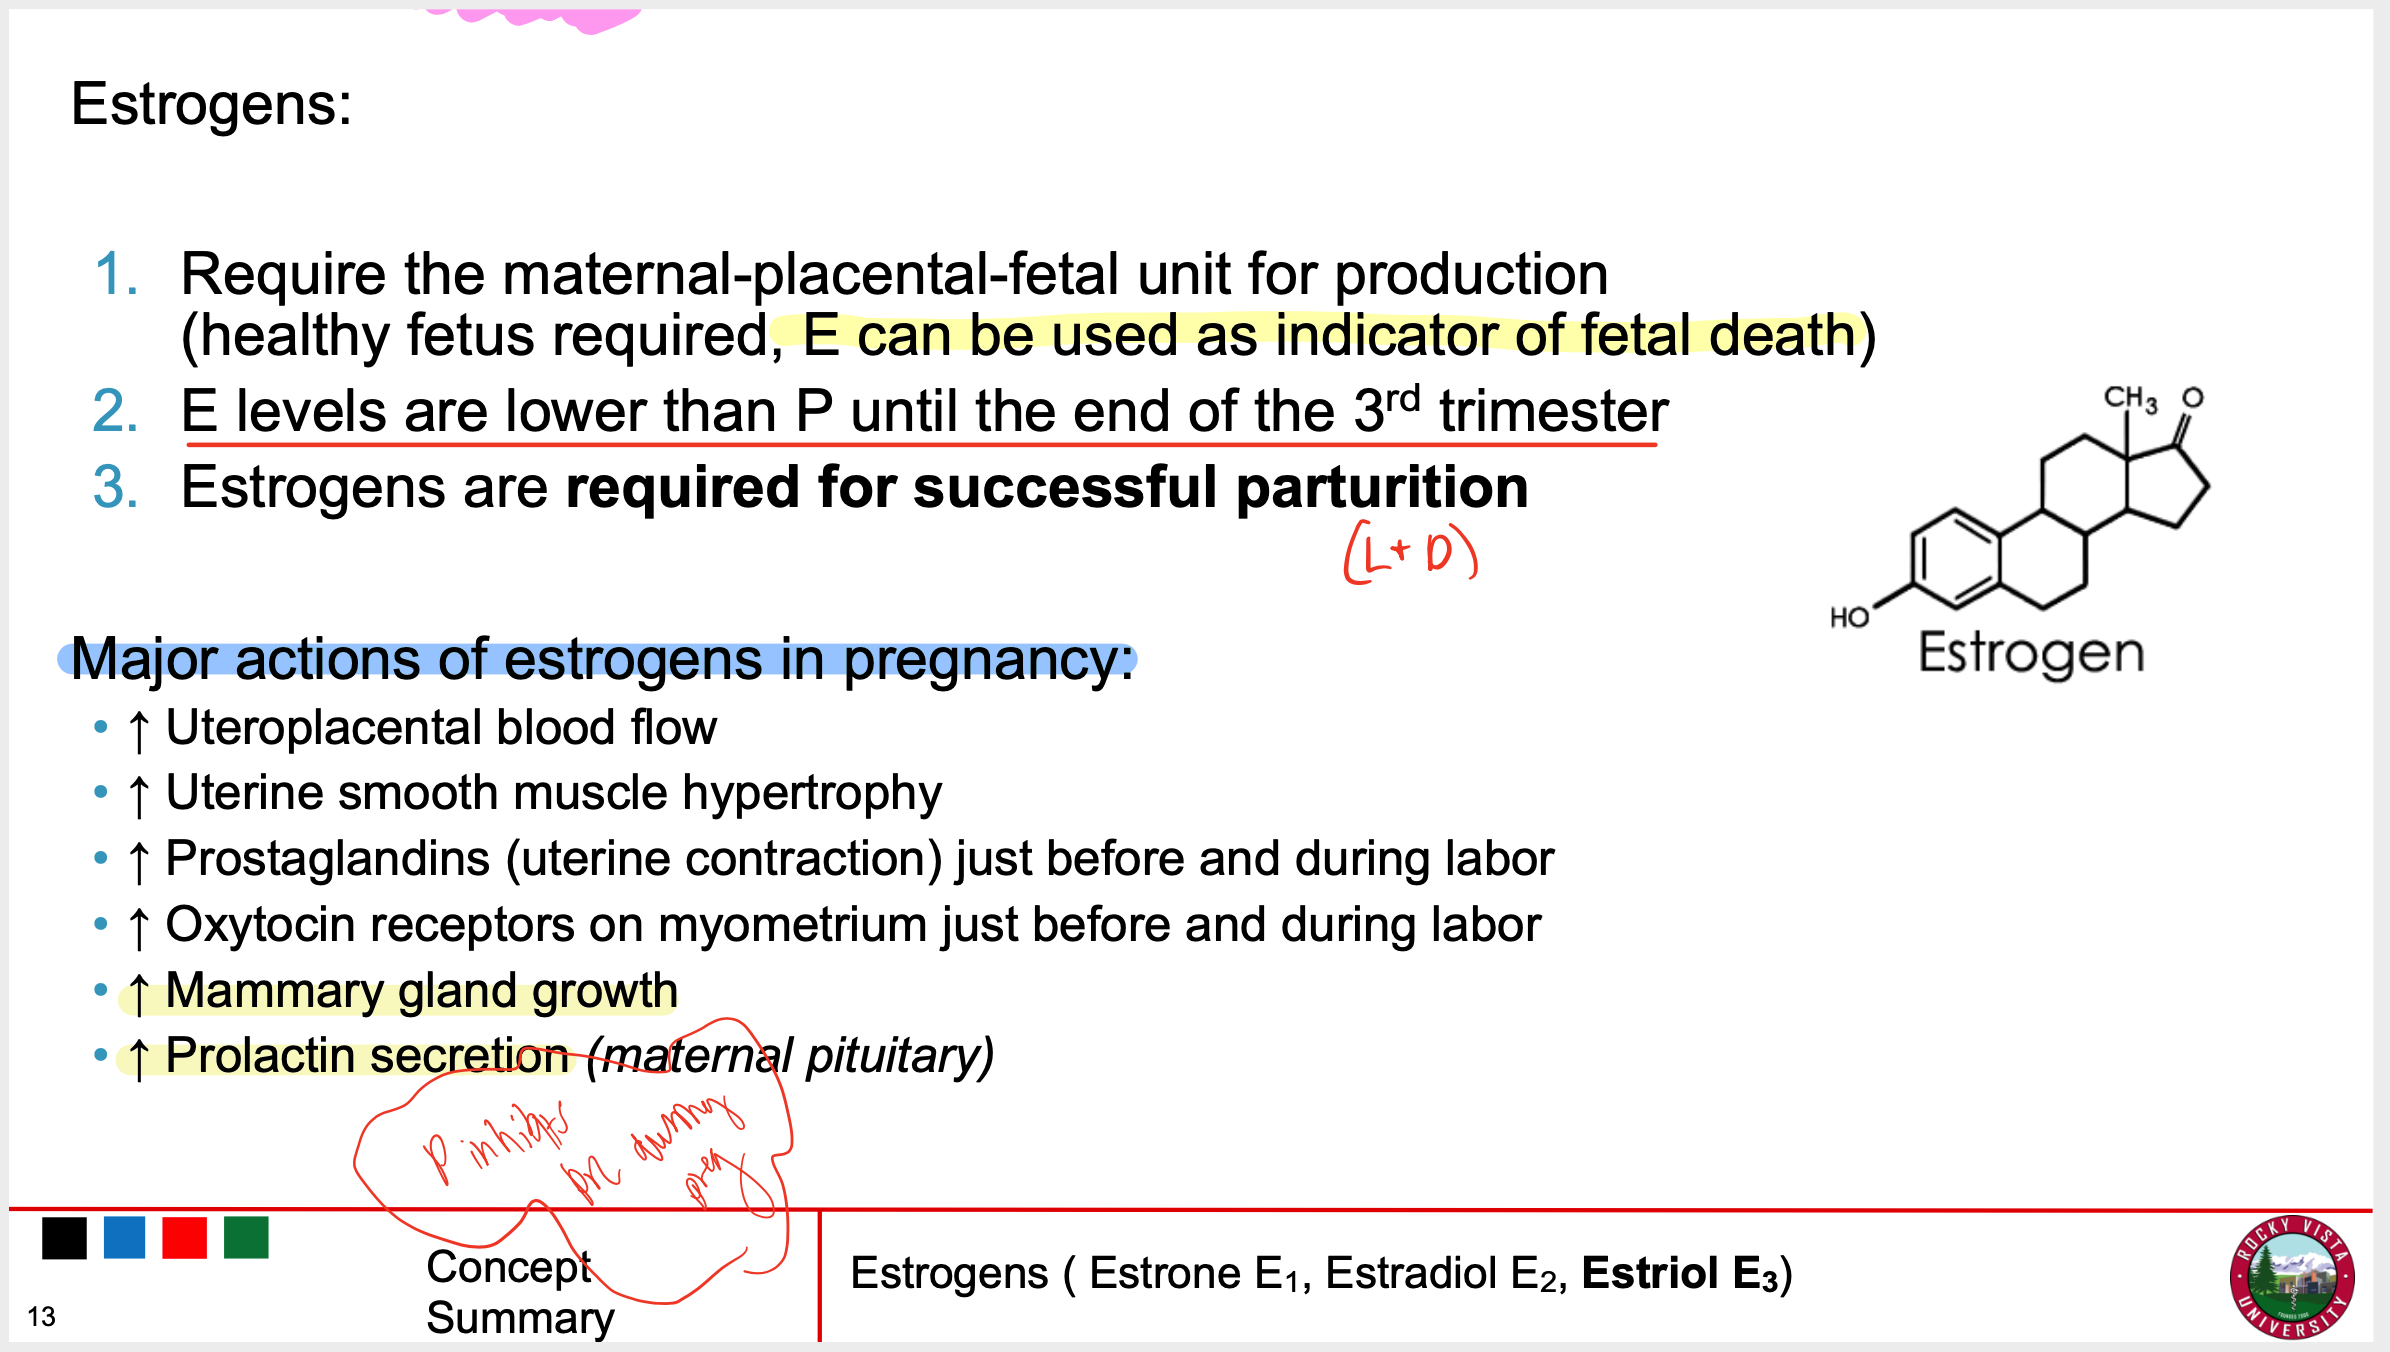 Estrogens:
1. Require the maternal-placental-fetal unit for production
(healthy fetus required, E can be used as indicator of fetal death)
2. E levels are lower than P until the end of the 3rd trimester
3. Estrogens are required for successful parturition
(L+D)
CH3 O
HO
Estrogen
Major actions of estrogens in pregnancy:
• ↑ Uteroplacental blood flow
• ↑ Uterine smooth muscle hypertrophy
• ↑ Prostaglandins (uterine contraction) just before and during labor
• ↑ Oxytocin receptors on myometrium just before and during labor
• ↑ Mammary gland growth
• ↑ Prolactin secretion (maternal pituitary)
P inhibits
during
preg
Concept
Summary
Estrogens ( Estrone E1, Estradiol E2, Estriol E3)
13
ROCKY VISTA
UNIVERSITY